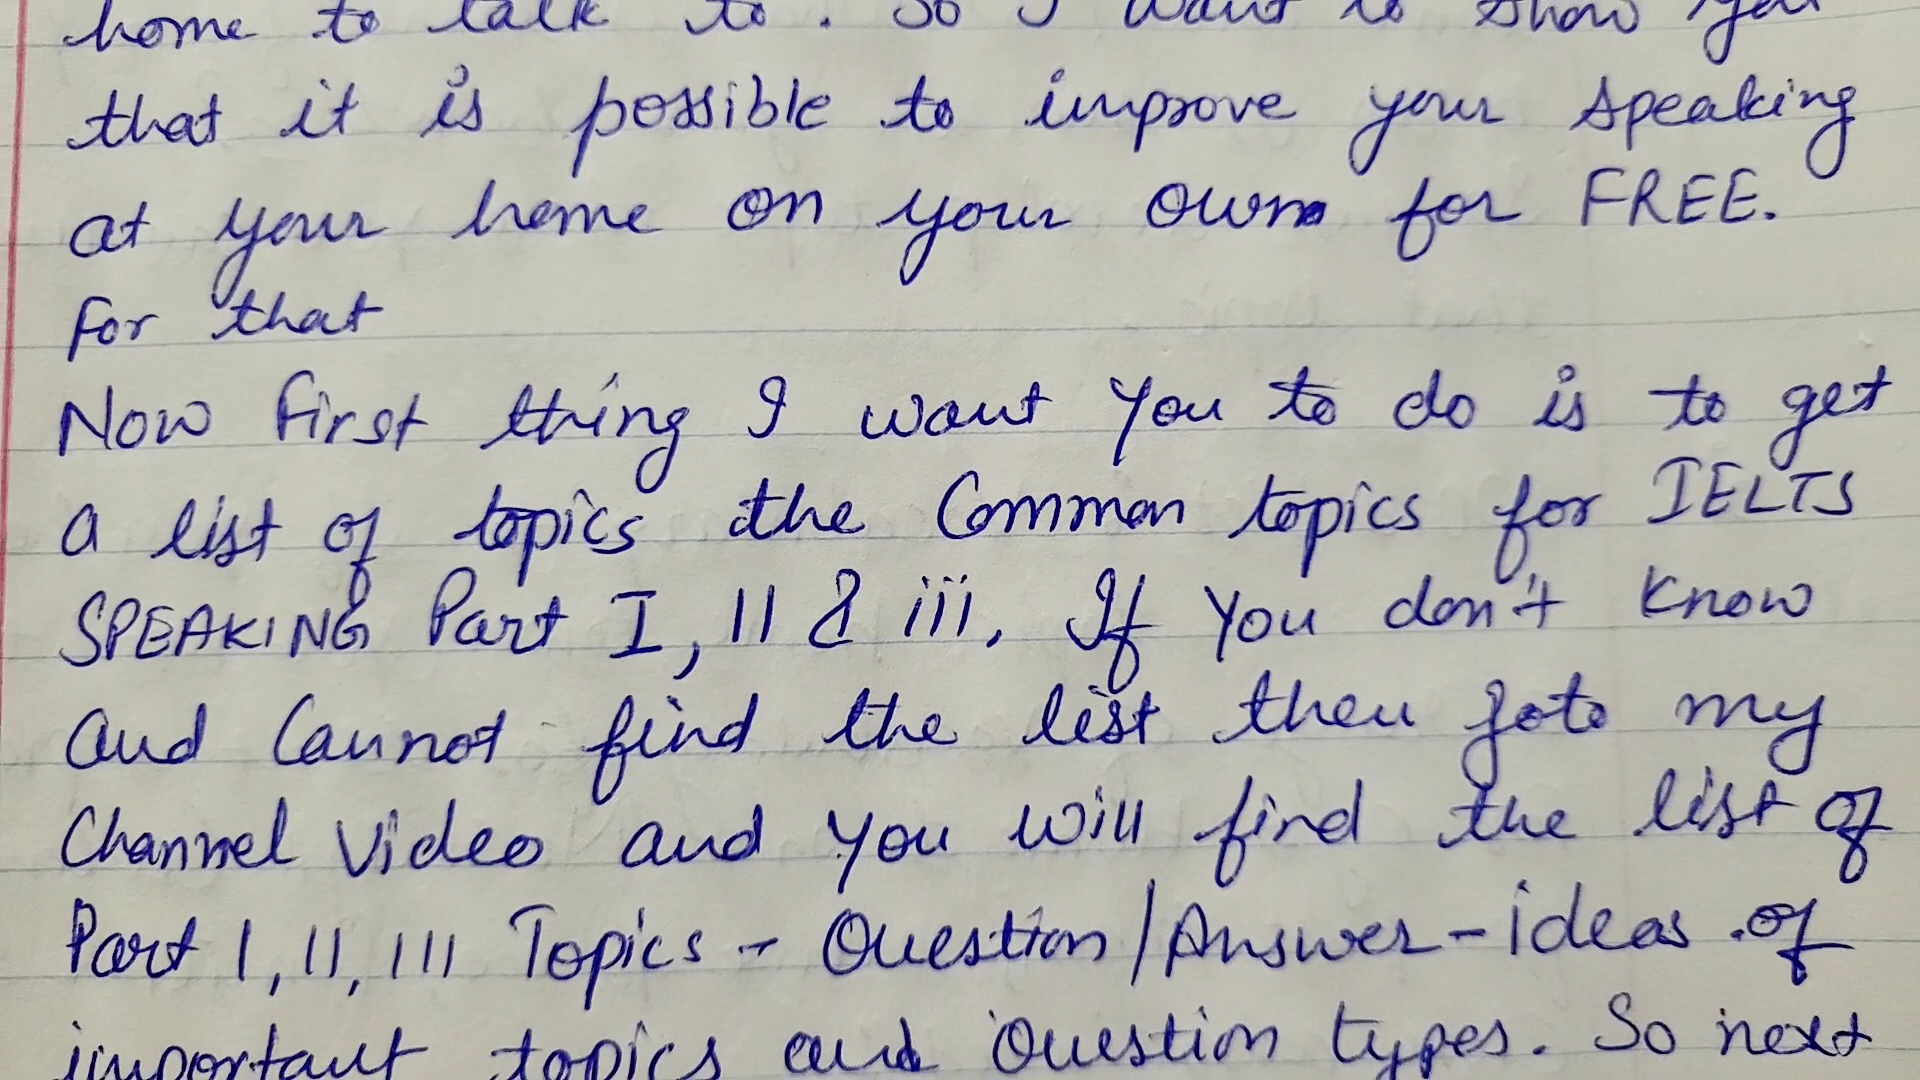 home to talk to. So I want to show you
that it is possible to improve your speaking
at your home on your own for FREE.
for that
Now first thing I want you to do is to get
a list of topics the Common topics for IELTS
SPEAKING Part I, II & iii. If you don't know
and Cannot find the list then goto my
Channel Video and you will find the list of
Part I, II, III Topics - Question/Answer-ideas of
important topics and Question types. So next